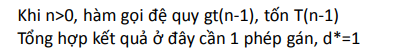 Khi n>0, hàm gọi đệ quy gt(n-1), tốn T(n-1)
Tổng hợp kết quả ở đây cần 1 phép gán, d*=1